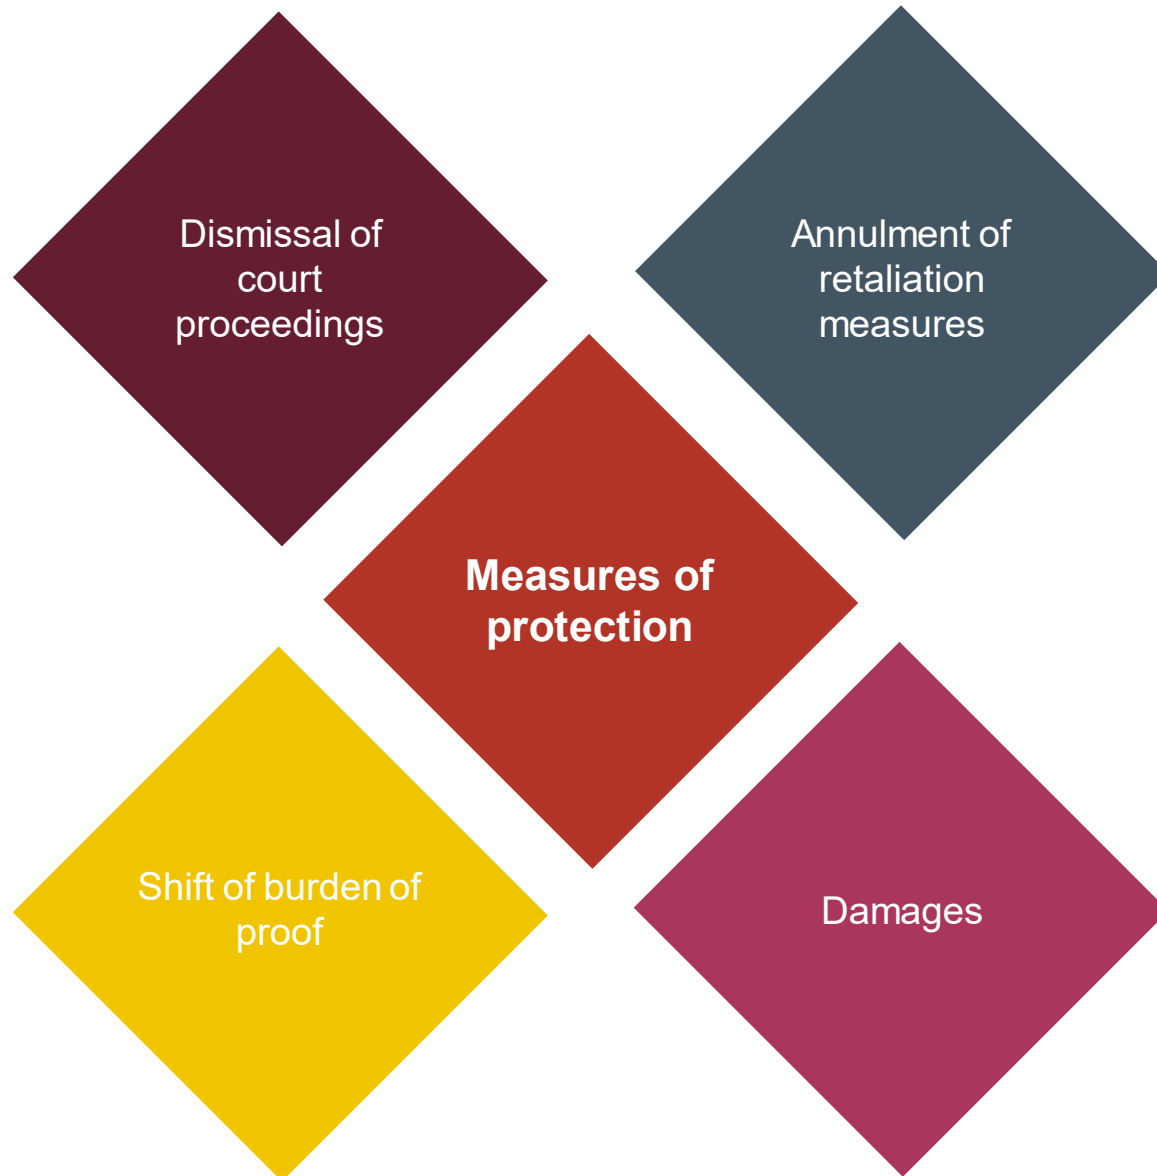 Dismissal of
court
proceedings
Annulment of
retaliation
measures
Measures of
protection
Shift of burden of
proof
Damages